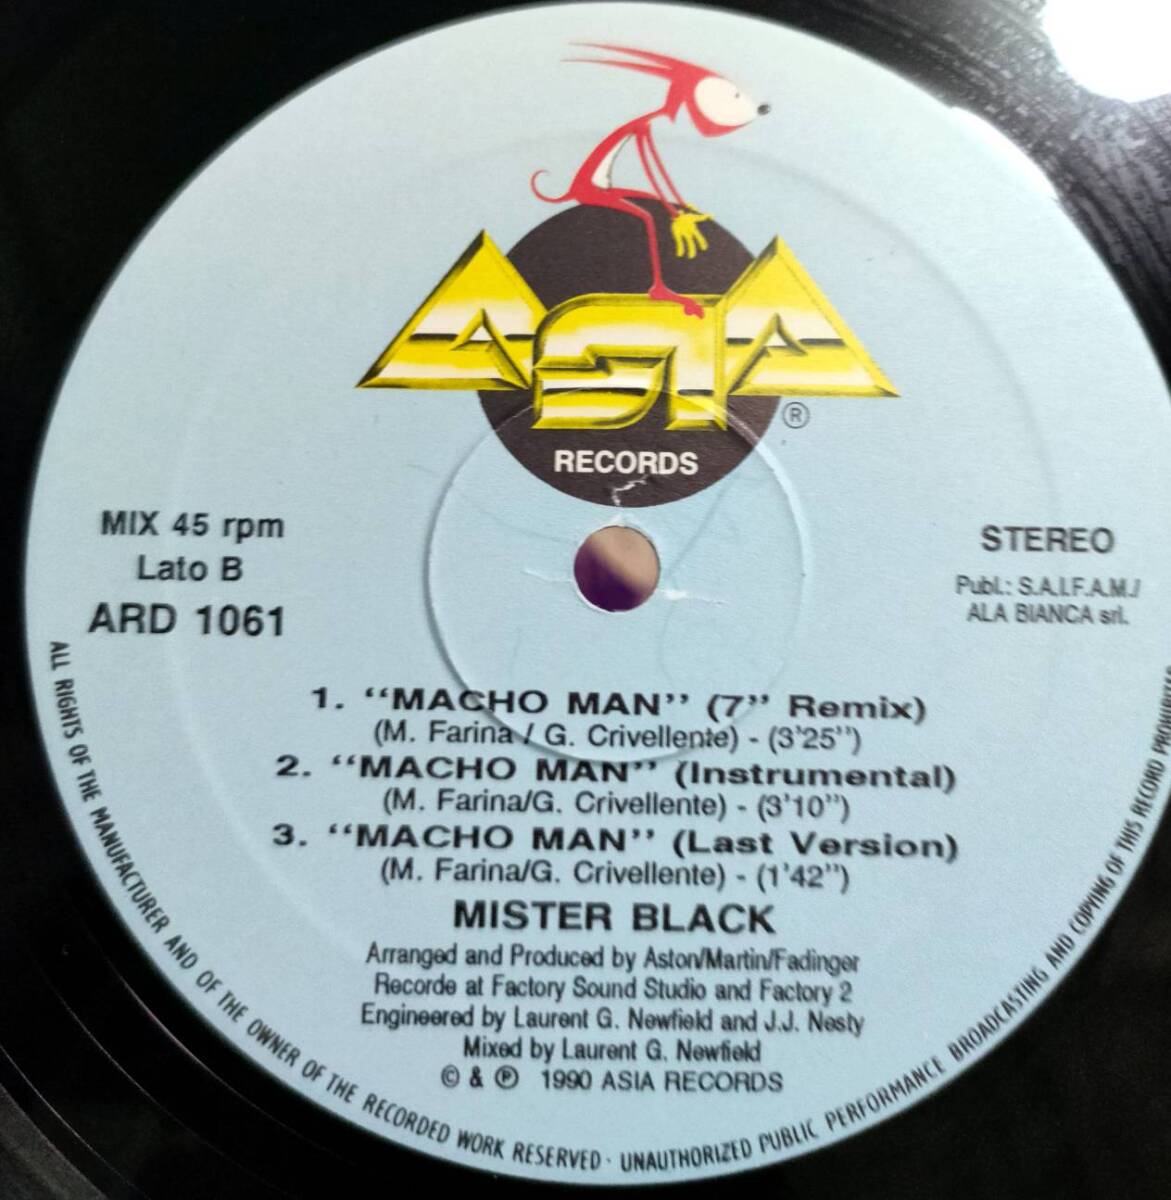 ASIA
®
RECORDS
MIX 45 rpm
Lato B
ARD 1061
STEREO
Publ.: S.A.I.F.A.M./
ALA BIANCA srl.
1. "MACHO MAN" (7" Remix)
(M. Farina / G. Crivellente) - (3'25")
2. "MACHO MAN" (Instrumental)
(M. Farina/G. Crivellente) - (3'10")
3. "MACHO MAN" (Last Version)
(M. Farina/G. Crivellente) - (1'42")
MISTER BLACK
Arranged and Produced by Aston/Martin/Fadinger
Recorde at Factory Sound Studio and Factory 2
Engineered by Laurent G. Newfield and J.J. Nesty
Mixed by Laurent G. Newfield
© & ℗ 1990 ASIA RECORDS
ALL RIGHTS OF THE MANUFACTURER AND OF THE OWNER OF THE RECORDED WORK RESERVED · UNAUTHORIZED PUBLIC PERFORMANCE BROADCASTING AND COPYING OF THIS RECORD